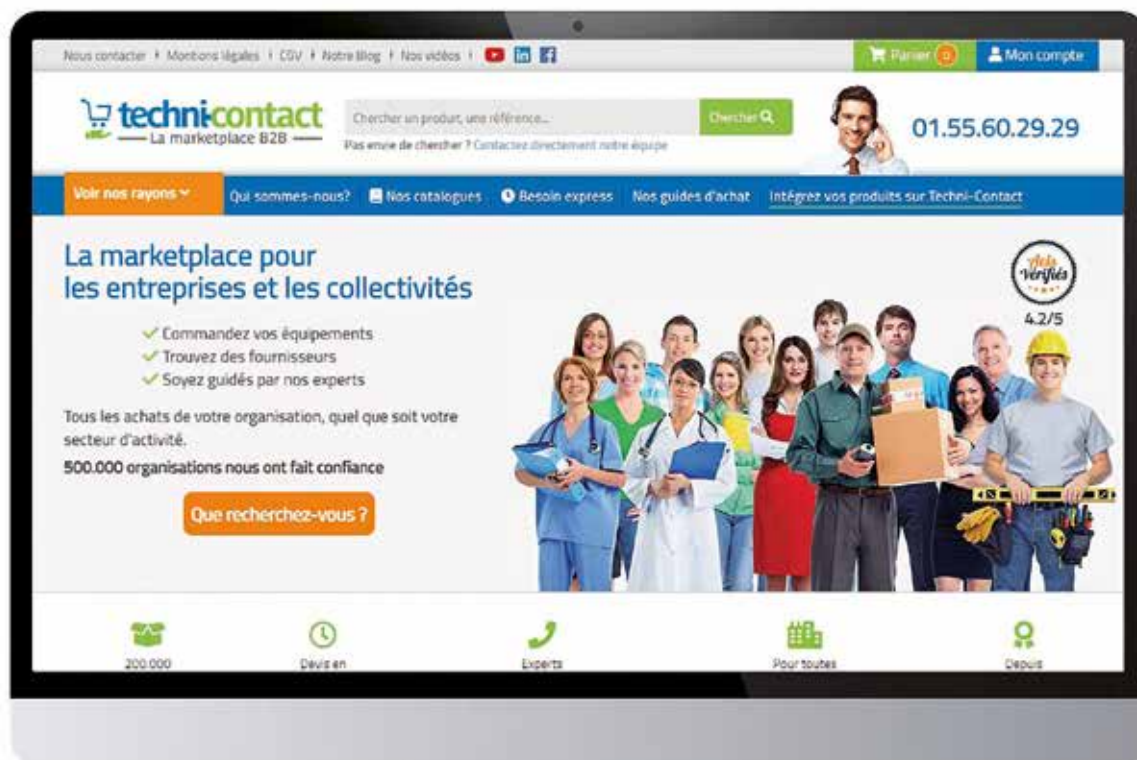 Nous contacter
Mentions légales
CGV
Notre Blog
Nos vidéos
Panier 0
Mon compte
techni-contact
La marketplace B2B
Chercher un produit, une référence...
Chercher
Pas envie de chercher ? Contactez directement notre équipe
01.55.60.29.29
Voir nos rayons
Qui sommes-nous?
Nos catalogues
Besoin express
Nos guides d'achat
Intégrez vos produits sur Techni-Contact
La marketplace pour
les entreprises et les collectivités
Commandez vos équipements
Trouvez des fournisseurs
Soyez guidés par nos experts
Tous les achats de votre organisation, quel que soit votre
secteur d'activité.
500.000 organisations nous ont fait confiance
Que recherchez-vous ?
Avis
Vérifiés
4.2/5
200.000
Devis en
Experts
Pour toutes
Depuis